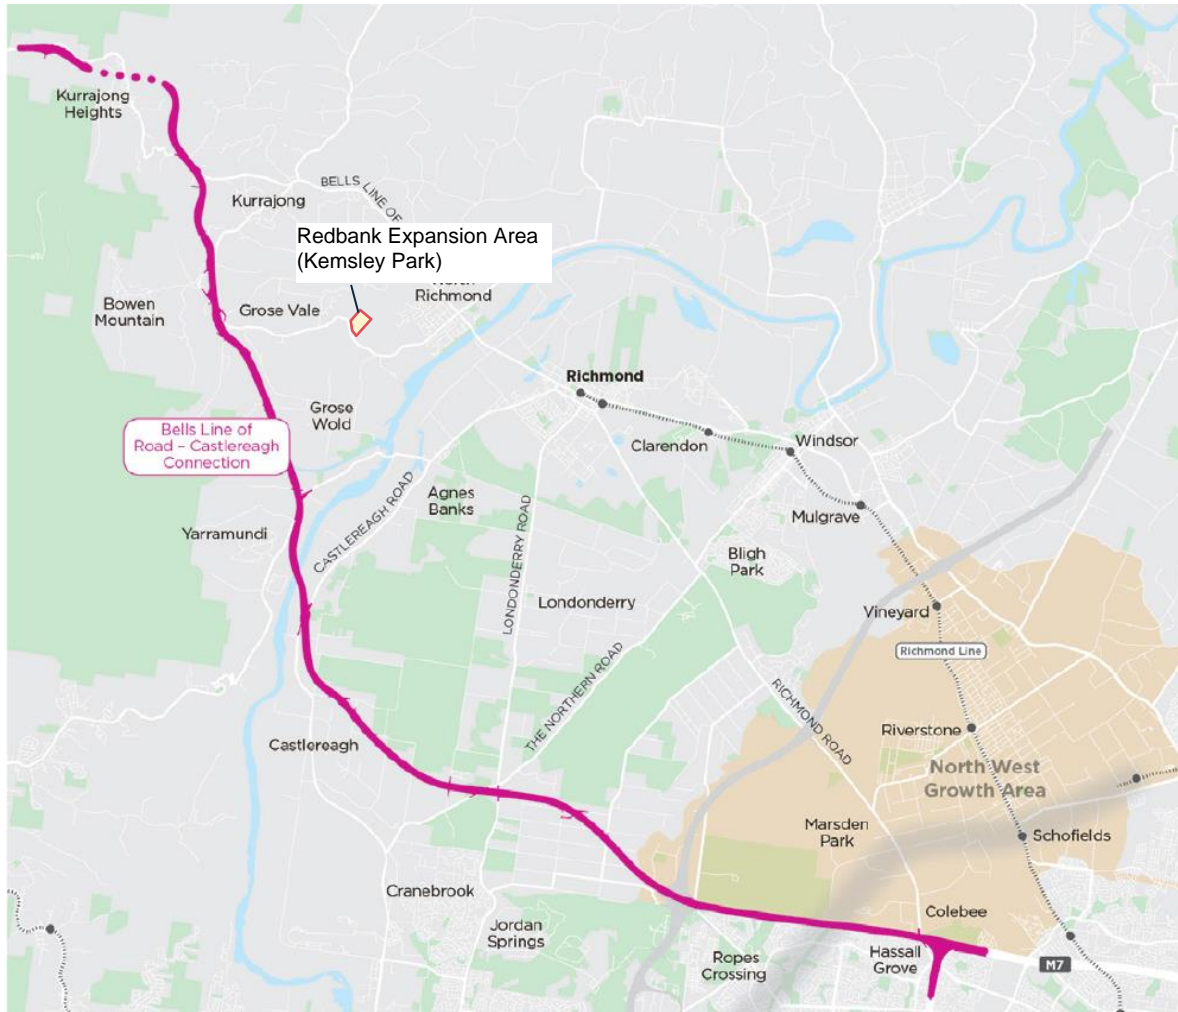 Kurrajong
Heights
BELLS LINE OF
Kurrajong
Redbank Expansion Area
(Kemsley Park)
North
Richmond
Bowen
Mountain
Grose Vale
Richmond
Grose
Wold
Bells Line of
Road – Castlereagh
Connection
Clarendon
Windsor
Agnes
Banks
CASTLEREAGH ROAD
LONDONDERRY ROAD
Mulgrave
Yarramundi
Bligh
Park
Londonderry
Vineyard
Richmond Line
THE NORTHERN ROAD
RICHMOND ROAD
Castlereagh
Riverstone
North West
Growth Area
Marsden
Park
Schofields
Cranebrook
Jordan
Springs
Colebee
Ropes
Crossing
Hassall
Grove
M7